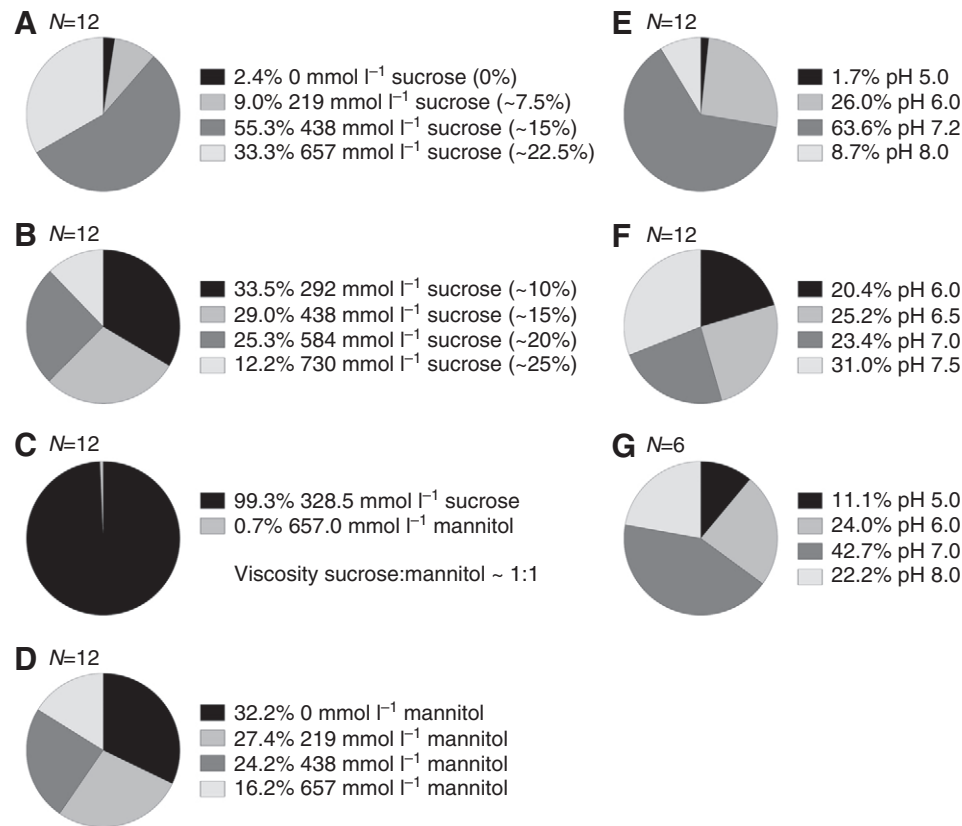 A N=12
2.4% 0 mmol l⁻¹ sucrose (0%)
9.0% 219 mmol l⁻¹ sucrose (~7.5%)
55.3% 438 mmol l⁻¹ sucrose (~15%)
33.3% 657 mmol l⁻¹ sucrose (~22.5%)
B N=12
33.5% 292 mmol l⁻¹ sucrose (~10%)
29.0% 438 mmol l⁻¹ sucrose (~15%)
25.3% 584 mmol l⁻¹ sucrose (~20%)
12.2% 730 mmol l⁻¹ sucrose (~25%)
C N=12
99.3% 328.5 mmol l⁻¹ sucrose
0.7% 657.0 mmol l⁻¹ mannitol
Viscosity sucrose:mannitol ~ 1:1
D N=12
32.2% 0 mmol l⁻¹ mannitol
27.4% 219 mmol l⁻¹ mannitol
24.2% 438 mmol l⁻¹ mannitol
16.2% 657 mmol l⁻¹ mannitol
E N=12
1.7% pH 5.0
26.0% pH 6.0
63.6% pH 7.2
8.7% pH 8.0
F N=12
20.4% pH 6.0
25.2% pH 6.5
23.4% pH 7.0
31.0% pH 7.5
G N=6
11.1% pH 5.0
24.0% pH 6.0
42.7% pH 7.0
22.2% pH 8.0